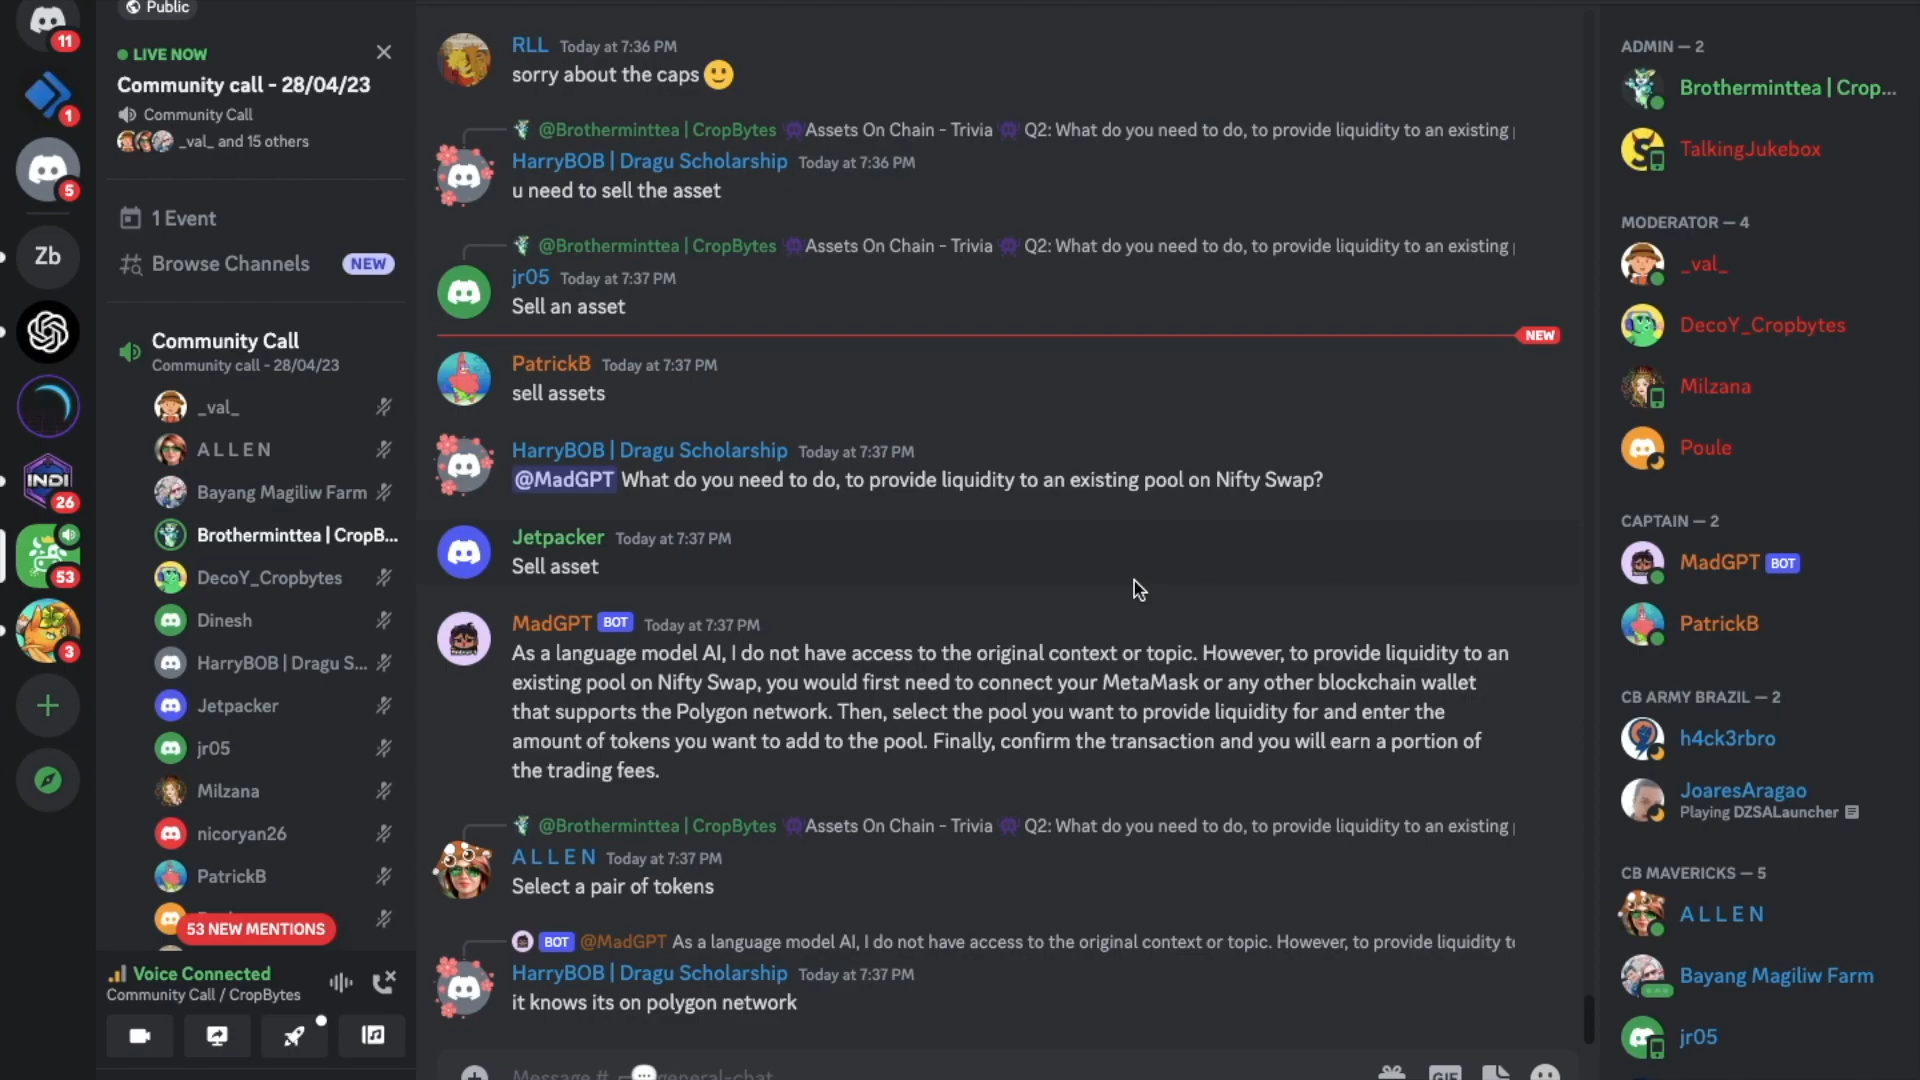 11
1
5
Zb
INDI
26
53
3
Public
LIVE NOW
Community call - 28/04/23
Community Call
_val_ and 15 others
1 Event
Browse Channels NEW
Community Call
Community call - 28/04/23
_val_
A L L E N
Bayang Magiliw Farm
Brotherminttea | CropB...
DecoY_Cropbytes
Dinesh
HarryBOB | Dragu S...
Jetpacker
jr05
Milzana
nicoryan26
PatrickB
53 NEW MENTIONS
Voice Connected
Community Call / CropBytes
RLL Today at 7:36 PM
sorry about the caps
@Brotherminttea | CropBytes Assets On Chain - Trivia Q2: What do you need to do, to provide liquidity to an existing
HarryBOB | Dragu Scholarship Today at 7:36 PM
u need to sell the asset
@Brotherminttea | CropBytes Assets On Chain - Trivia Q2: What do you need to do, to provide liquidity to an existing
jr05 Today at 7:37 PM
Sell an asset
NEW
PatrickB Today at 7:37 PM
sell assets
HarryBOB | Dragu Scholarship Today at 7:37 PM
@MadGPT What do you need to do, to provide liquidity to an existing pool on Nifty Swap?
Jetpacker Today at 7:37 PM
Sell asset
MadGPT BOT Today at 7:37 PM
As a language model AI, I do not have access to the original context or topic. However, to provide liquidity to an
existing pool on Nifty Swap, you would first need to connect your MetaMask or any other blockchain wallet
that supports the Polygon network. Then, select the pool you want to provide liquidity for and enter the
amount of tokens you want to add to the pool. Finally, confirm the transaction and you will earn a portion of
the trading fees.
@Brotherminttea | CropBytes Assets On Chain - Trivia Q2: What do you need to do, to provide liquidity to an existing
A L L E N Today at 7:37 PM
Select a pair of tokens
BOT @MadGPT As a language model AI, I do not have access to the original context or topic. However, to provide liquidity
HarryBOB | Dragu Scholarship Today at 7:37 PM
it knows its on polygon network
Message # general-chat
GIF
ADMIN — 2
Brotherminttea | Crop...
TalkingJukebox
MODERATOR — 4
_val_
DecoY_Cropbytes
Milzana
Poule
CAPTAIN — 2
MadGPT BOT
PatrickB
CB ARMY BRAZIL — 2
h4ck3rbro
JoaresAragao
Playing DZSALauncher
CB MAVERICKS — 5
A L L E N
Bayang Magiliw Farm
jr05